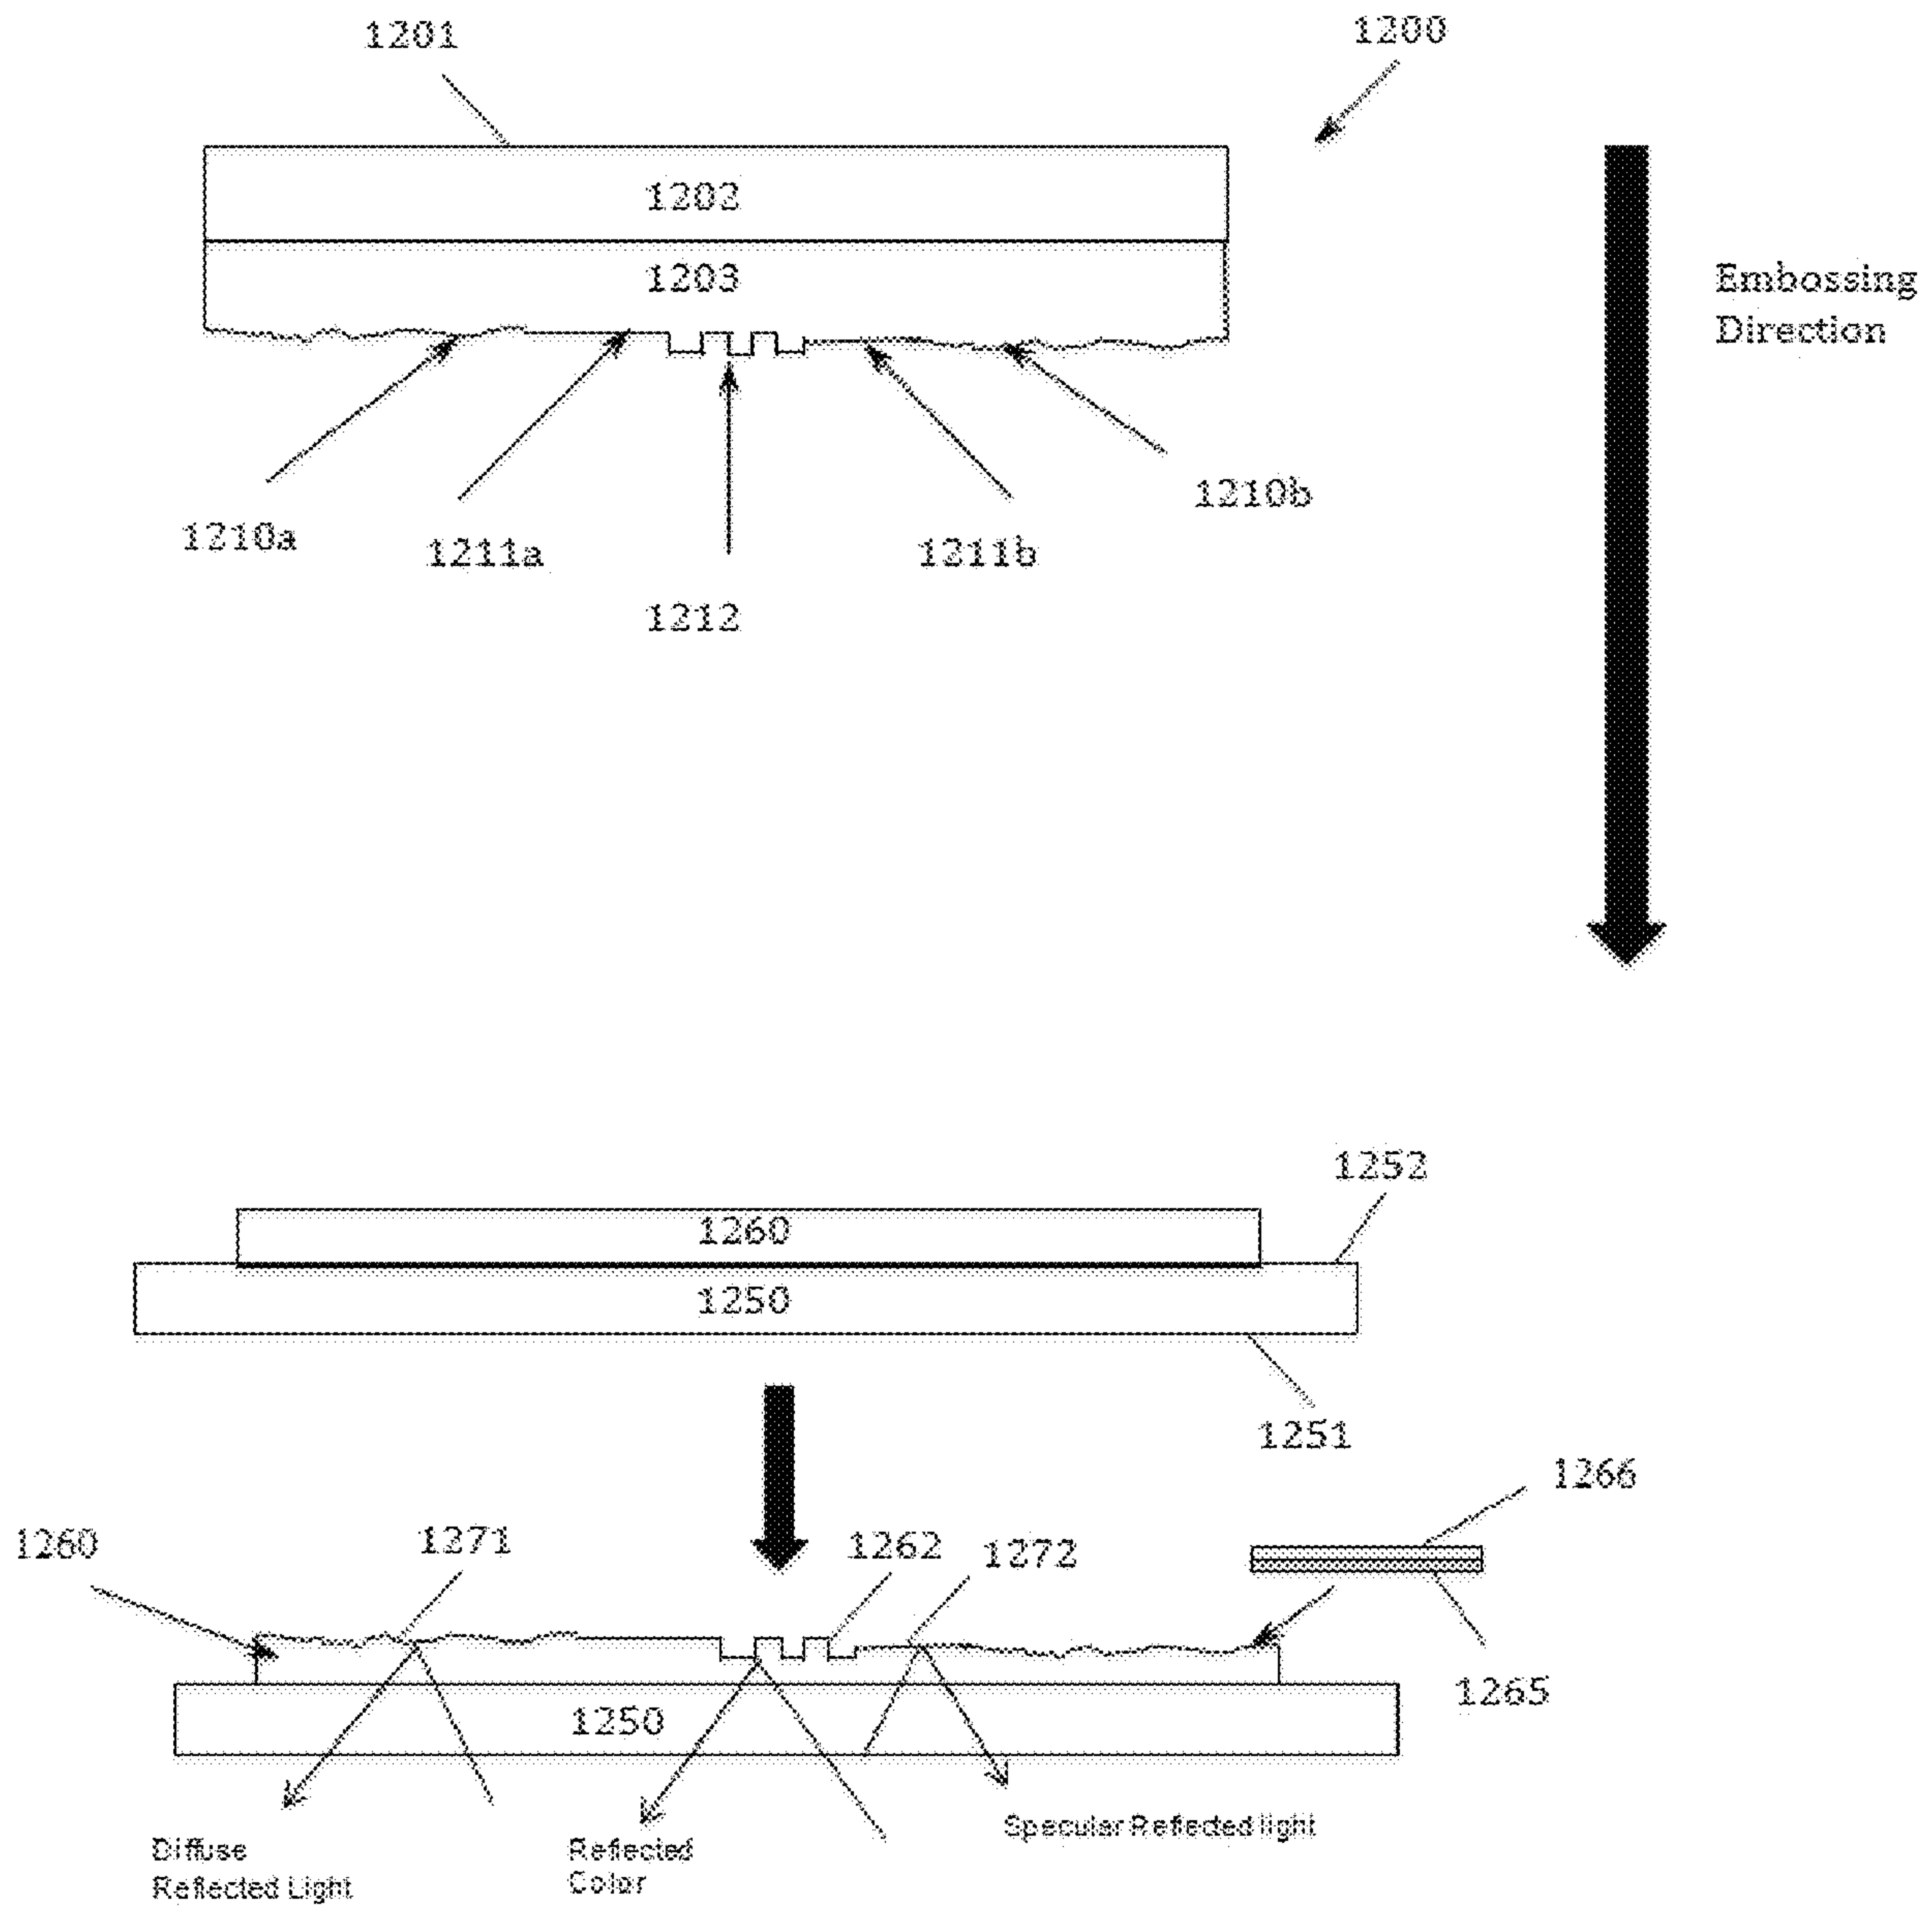 1201
1200
1202
1203
Embossing
Direction
1210a
1211a
1212
1211b
1210b
1252
1260
1250
1251
1266
1260
1271
1262
1272
1265
1250
Specular Reflected light
Diffuse
Reflected Light
Reflected
Color